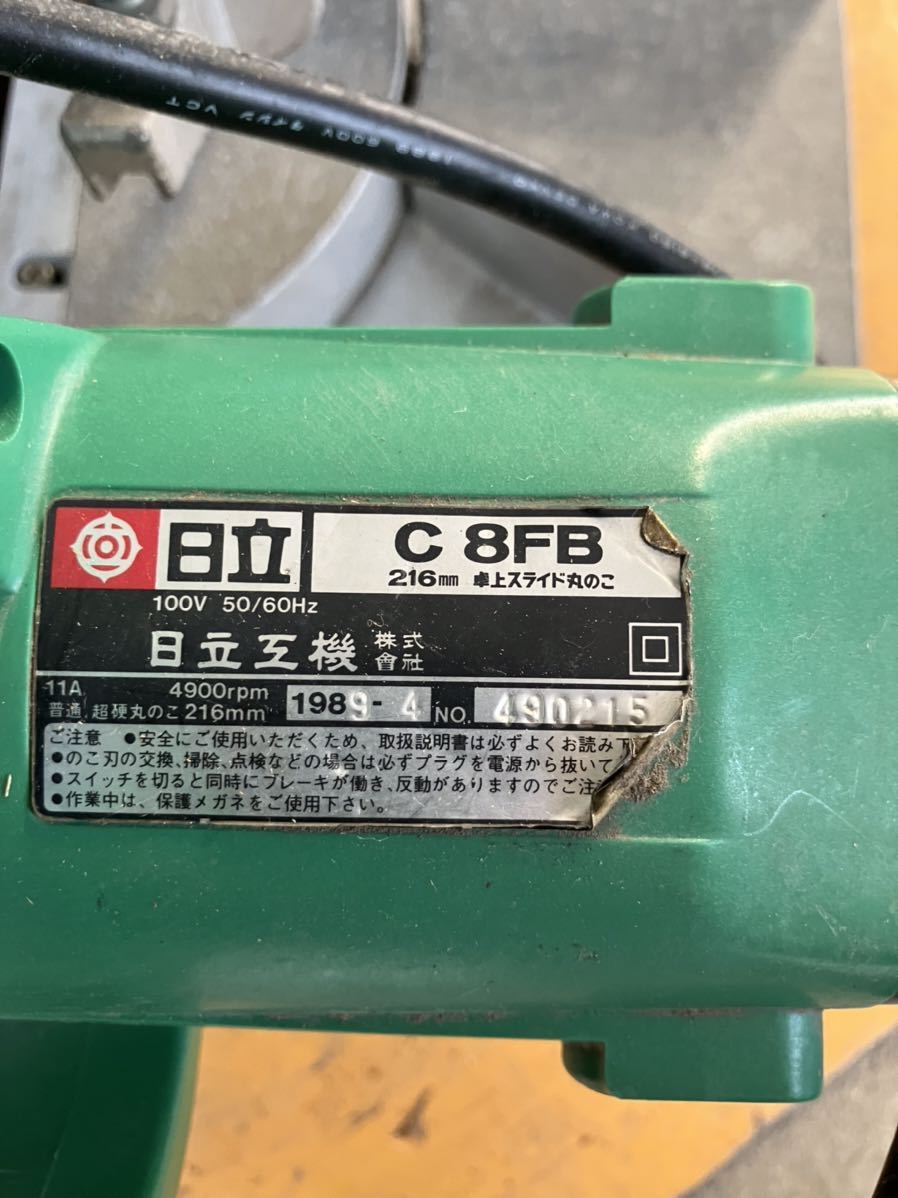 タイシン VCT
日立
C 8FB
216mm 卓上スライド丸のこ
100V 50/60Hz
日立工機 株式會社
11A 4900rpm
普通,超硬丸のこ 216mm
1989-4 NO. 490215
ご注意 ●安全にご使用いただくため、取扱説明書は必ずよくお読み下
●のこ刃の交換、掃除、点検などの場合は必ずプラグを電源から抜いて
●スイッチを切ると同時にブレーキが働き、反動がありますのでご注
●作業中は、保護メガネをご使用下さい。